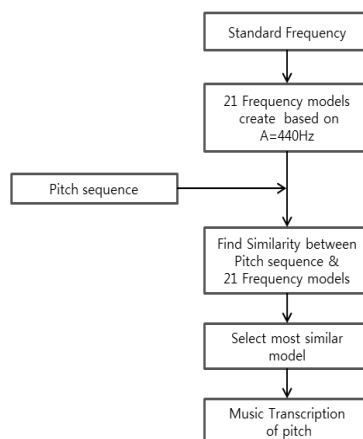 Standard Frequency
21 Frequency models
create based on
A=440Hz
Pitch sequence
Find Similarity between
Pitch sequence &
21 Frequency models
Select most similar
model
Music Transcription
of pitch